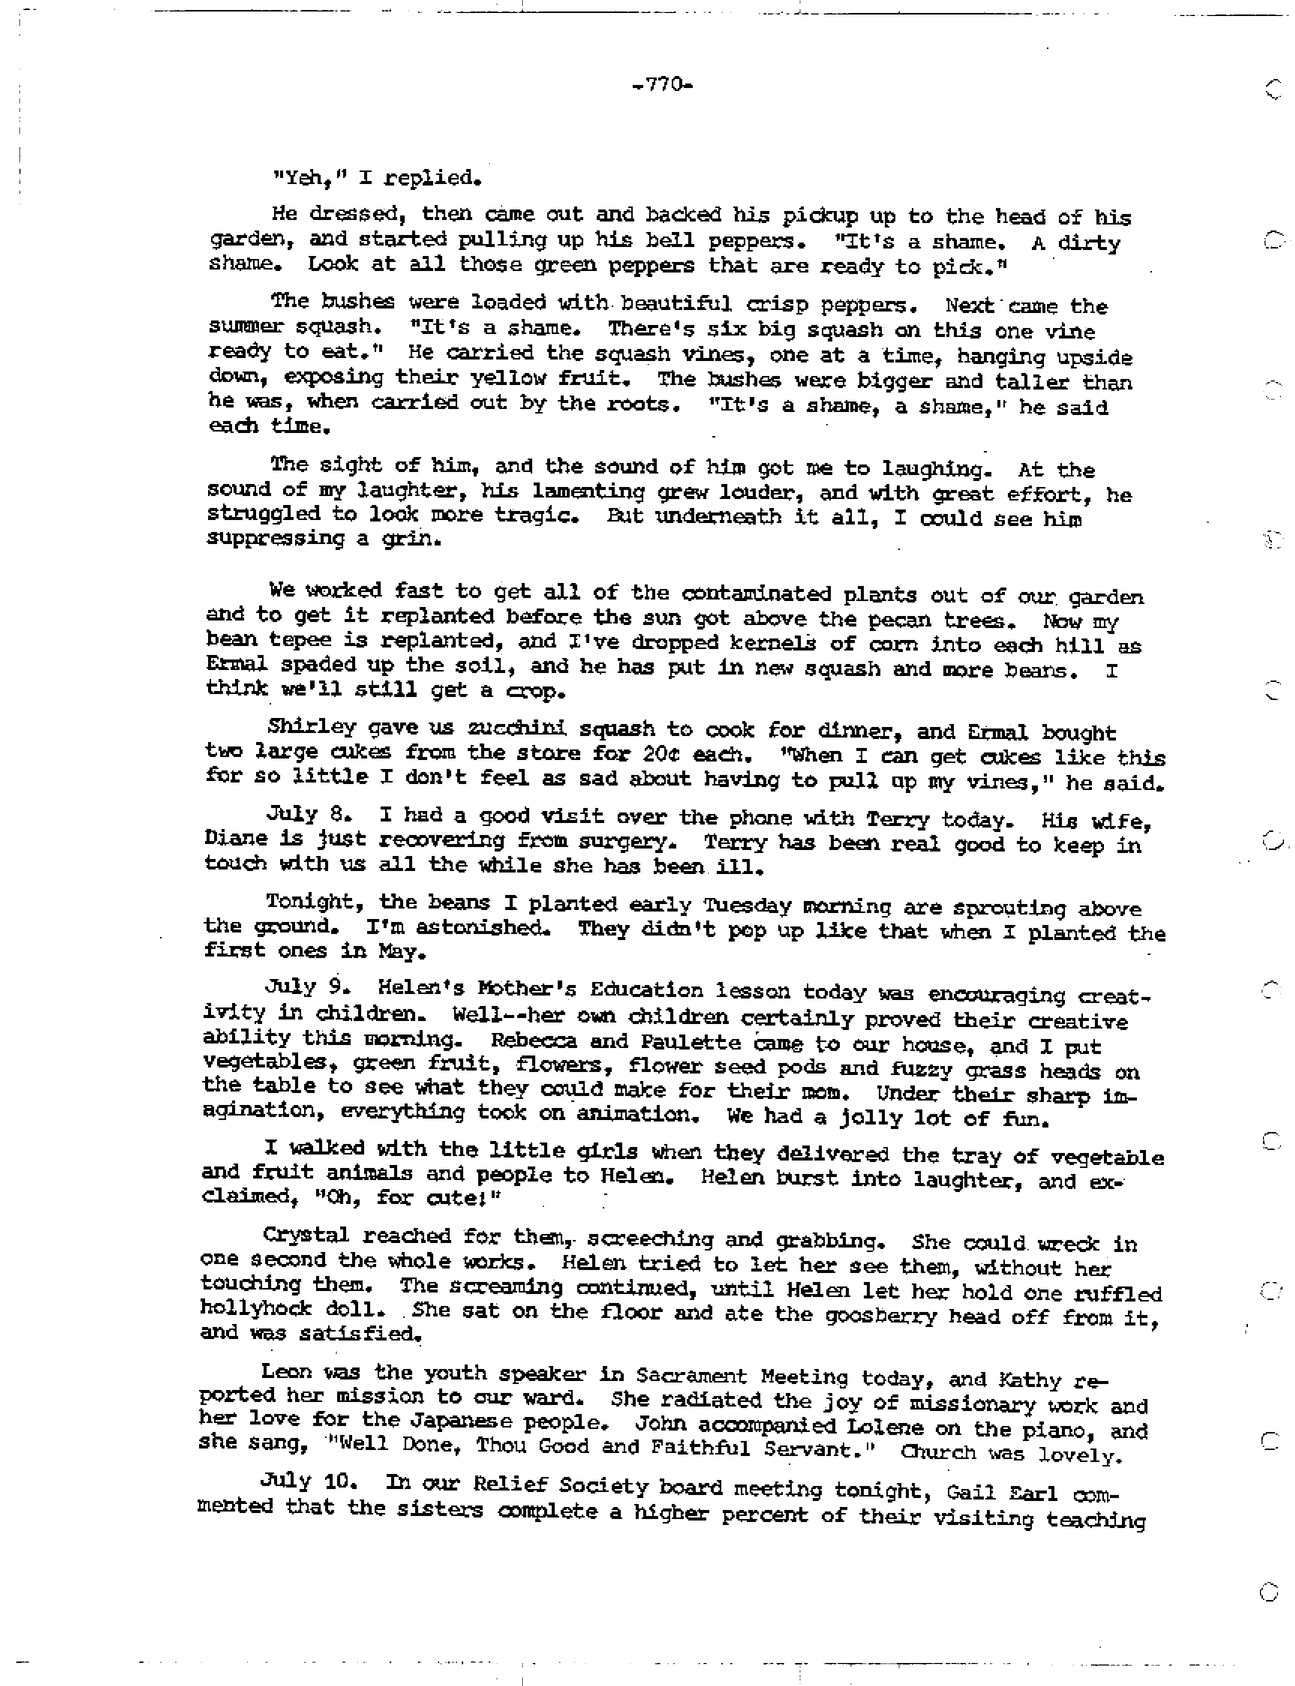 -770-
"Yeh," I replied.
He dressed, then came out and backed his pickup up to the head of his
garden, and started pulling up his bell peppers. "It's a shame. A dirty
shame. Look at all those green peppers that are ready to pick."
The bushes were loaded with beautiful crisp peppers. Next came the
summer squash. "It's a shame. There's six big squash on this one vine
ready to eat." He carried the squash vines, one at a time, hanging upside
down, exposing their yellow fruit. The bushes were bigger and taller than
he was, when carried out by the roots. "It's a shame, a shame," he said
each time.
The sight of him, and the sound of him got me to laughing. At the
sound of my laughter, his lamenting grew louder, and with great effort, he
struggled to look more tragic. But underneath it all, I could see him
suppressing a grin.
We worked fast to get all of the contaminated plants out of our garden
and to get it replanted before the sun got above the pecan trees. Now my
bean tepee is replanted, and I've dropped kernels of corn into each hill as
Ermal spaded up the soil, and he has put in new squash and more beans. I
think we'll still get a crop.
Shirley gave us zucchini squash to cook for dinner, and Ermal bought
two large cukes from the store for 20¢ each. "When I can get cukes like this
for so little I don't feel as sad about having to pull up my vines," he said.
July 8. I had a good visit over the phone with Terry today. His wife,
Diane is just recovering from surgery. Terry has been real good to keep in
touch with us all the while she has been ill.
Tonight, the beans I planted early Tuesday morning are sprouting above
the ground. I'm astonished. They didn't pop up like that when I planted the
first ones in May.
July 9. Helen's Mother's Education lesson today was encouraging creat-
ivity in children. Well--her own children certainly proved their creative
ability this morning. Rebecca and Paulette came to our house, and I put
vegetables, green fruit, flowers, flower seed pods and fuzzy grass heads on
the table to see what they could make for their mom. Under their sharp im-
agination, everything took on animation. We had a jolly lot of fun.
I walked with the little girls when they delivered the tray of vegetable
and fruit animals and people to Helen. Helen burst into laughter, and ex-
claimed, "Oh, for cute!"
Crystal reached for them, screeching and grabbing. She could wreck in
one second the whole works. Helen tried to let her see them, without her
touching them. The screaming continued, until Helen let her hold one ruffled
hollyhock doll. She sat on the floor and ate the goosberry head off from it,
and was satisfied.
Leon was the youth speaker in Sacrament Meeting today, and Kathy re-
ported her mission to our ward. She radiated the joy of missionary work and
her love for the Japanese people. John accompanied Lolene on the piano, and
she sang, "Well Done, Thou Good and Faithful Servant." Church was lovely.
July 10. In our Relief Society board meeting tonight, Gail Earl com-
mented that the sisters complete a higher percent of their visiting teaching